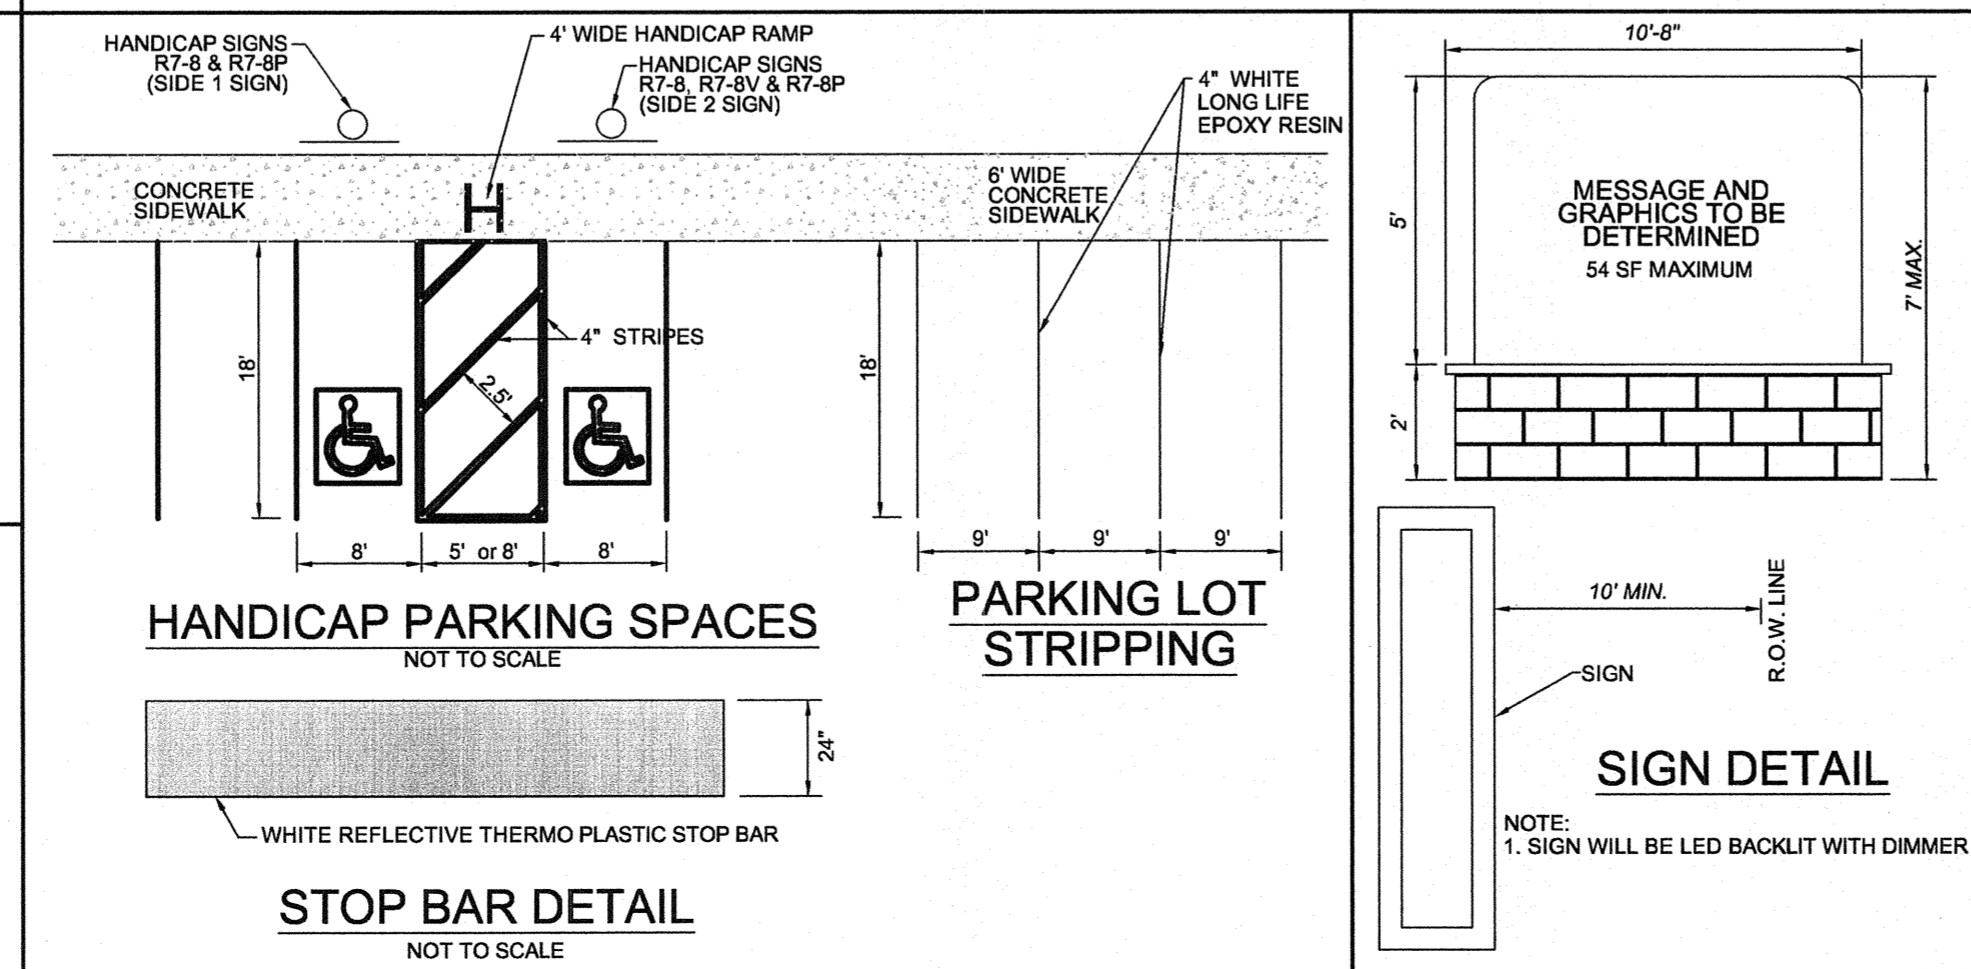 HANDICAP SIGNS
R7-8 & R7-8P
(SIDE 1 SIGN)
4' WIDE HANDICAP RAMP
HANDICAP SIGNS
R7-8, R7-8V & R7-8P
(SIDE 2 SIGN)
4" WHITE
LONG LIFE
EPOXY RESIN
CONCRETE
SIDEWALK
6' WIDE
CONCRETE
SIDEWALK
18'
4" STRIPES
2.5'
18'
8'
5' or 8'
8'
9'
9'
9'
HANDICAP PARKING SPACES
NOT TO SCALE
PARKING LOT
STRIPPING
24"
WHITE REFLECTIVE THERMO PLASTIC STOP BAR
STOP BAR DETAIL
NOT TO SCALE
10'-8"
5'
MESSAGE AND
GRAPHICS TO BE
DETERMINED
54 SF MAXIMUM
7' MAX.
2'
10' MIN.
R.O.W. LINE
SIGN
SIGN DETAIL
NOTE:
1. SIGN WILL BE LED BACKLIT WITH DIMMER